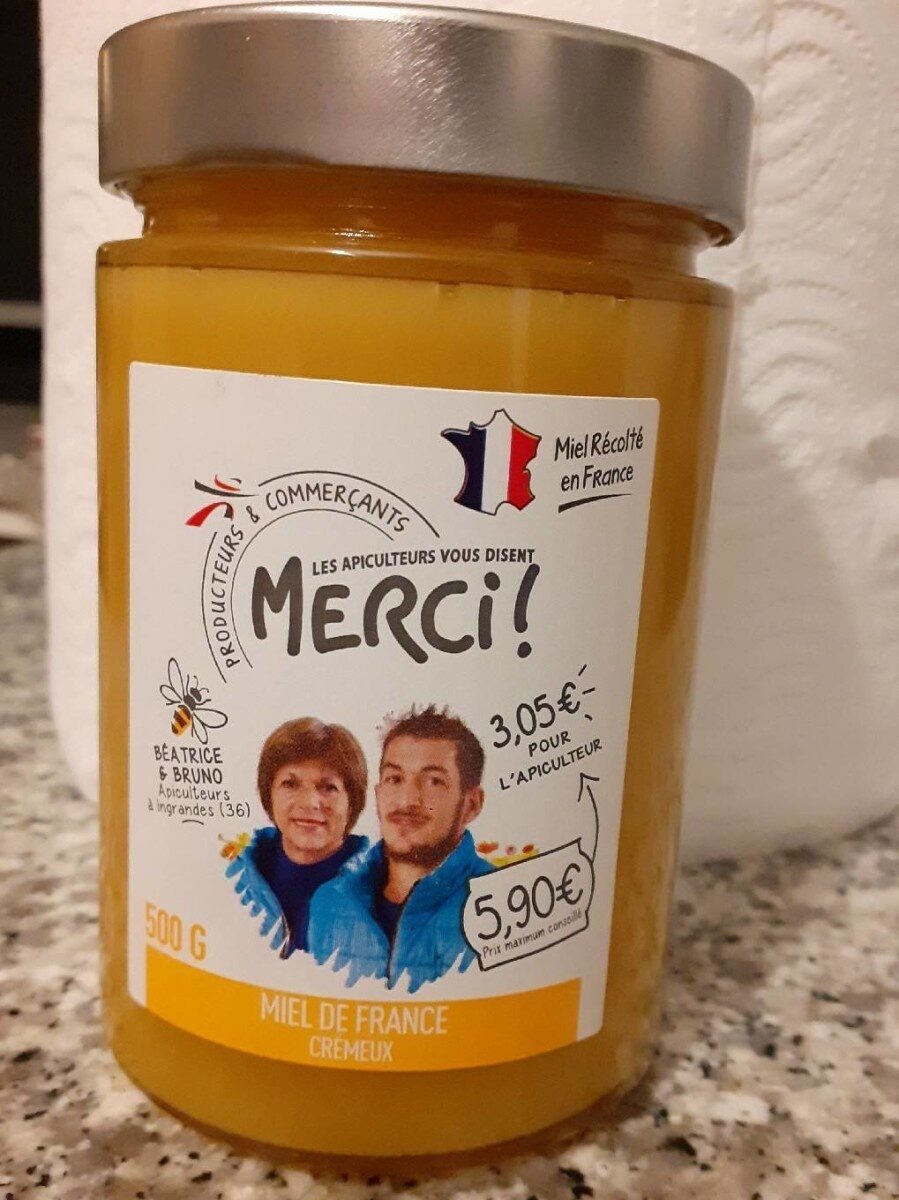 Miel Récolté
en France
PRODUCTEURS & COMMERÇANTS
LES APICULTEURS VOUS DISENT
MERCi !
3,05€
POUR
L'APICULTEUR
BÉATRICE
& BRUNO
Apiculteurs
à Ingrandes (36)
5,90€
Prix maximum conseillé
500 G
MIEL DE FRANCE
CRÉMEUX